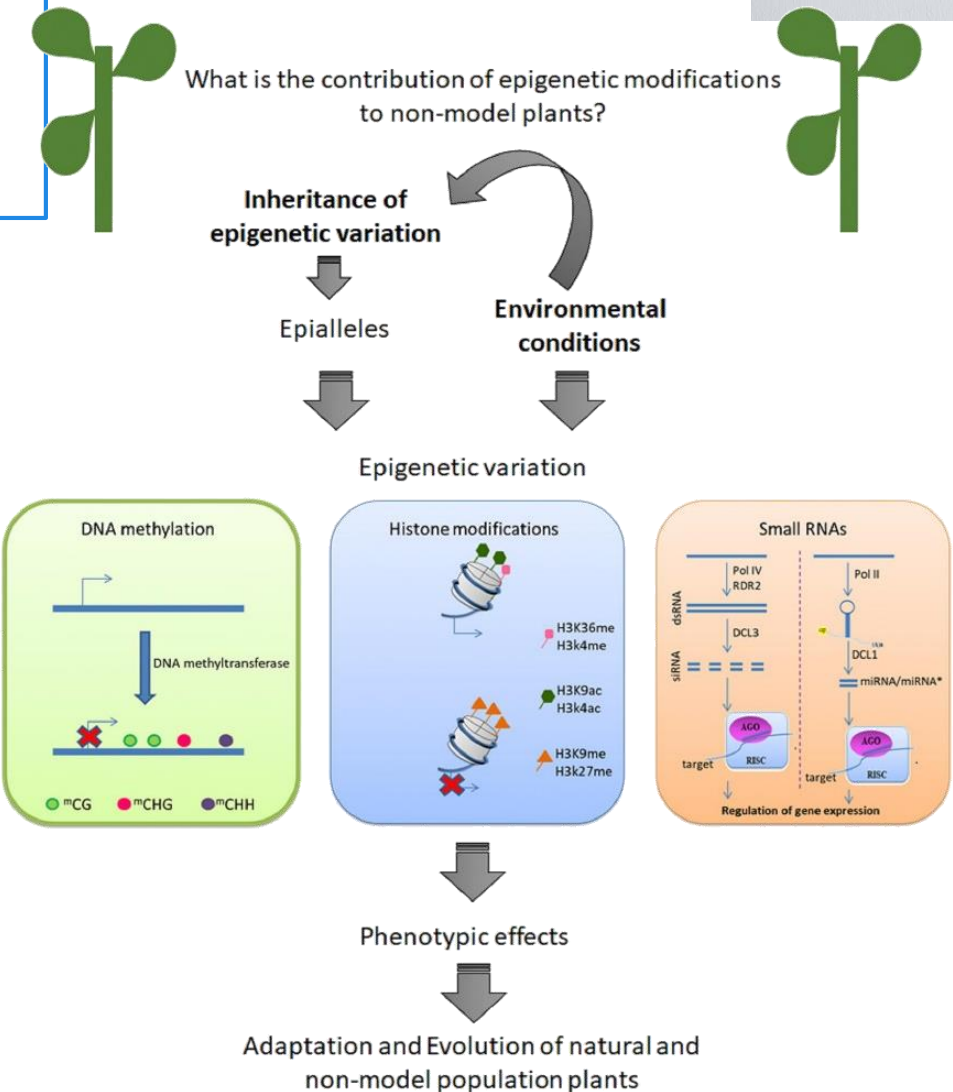 What is the contribution of epigenetic modifications
to non-model plants?
Inheritance of
epigenetic variation
Environmental
conditions
Epialleles
Epigenetic variation
DNA methylation
DNA methyltransferase
mCG mCHG mCHH
Histone modifications
H3K36me
H3k4me
H3K9ac
H3k4ac
H3K9me
H3k27me
Small RNAs
Pol IV
RDR2
dsRNA
DCL3
siRNA
AGO
RISC
target
Pol II
DCL1
miRNA/miRNA*
AGO
RISC
target
Regulation of gene expression
Phenotypic effects
Adaptation and Evolution of natural and
non-model population plants